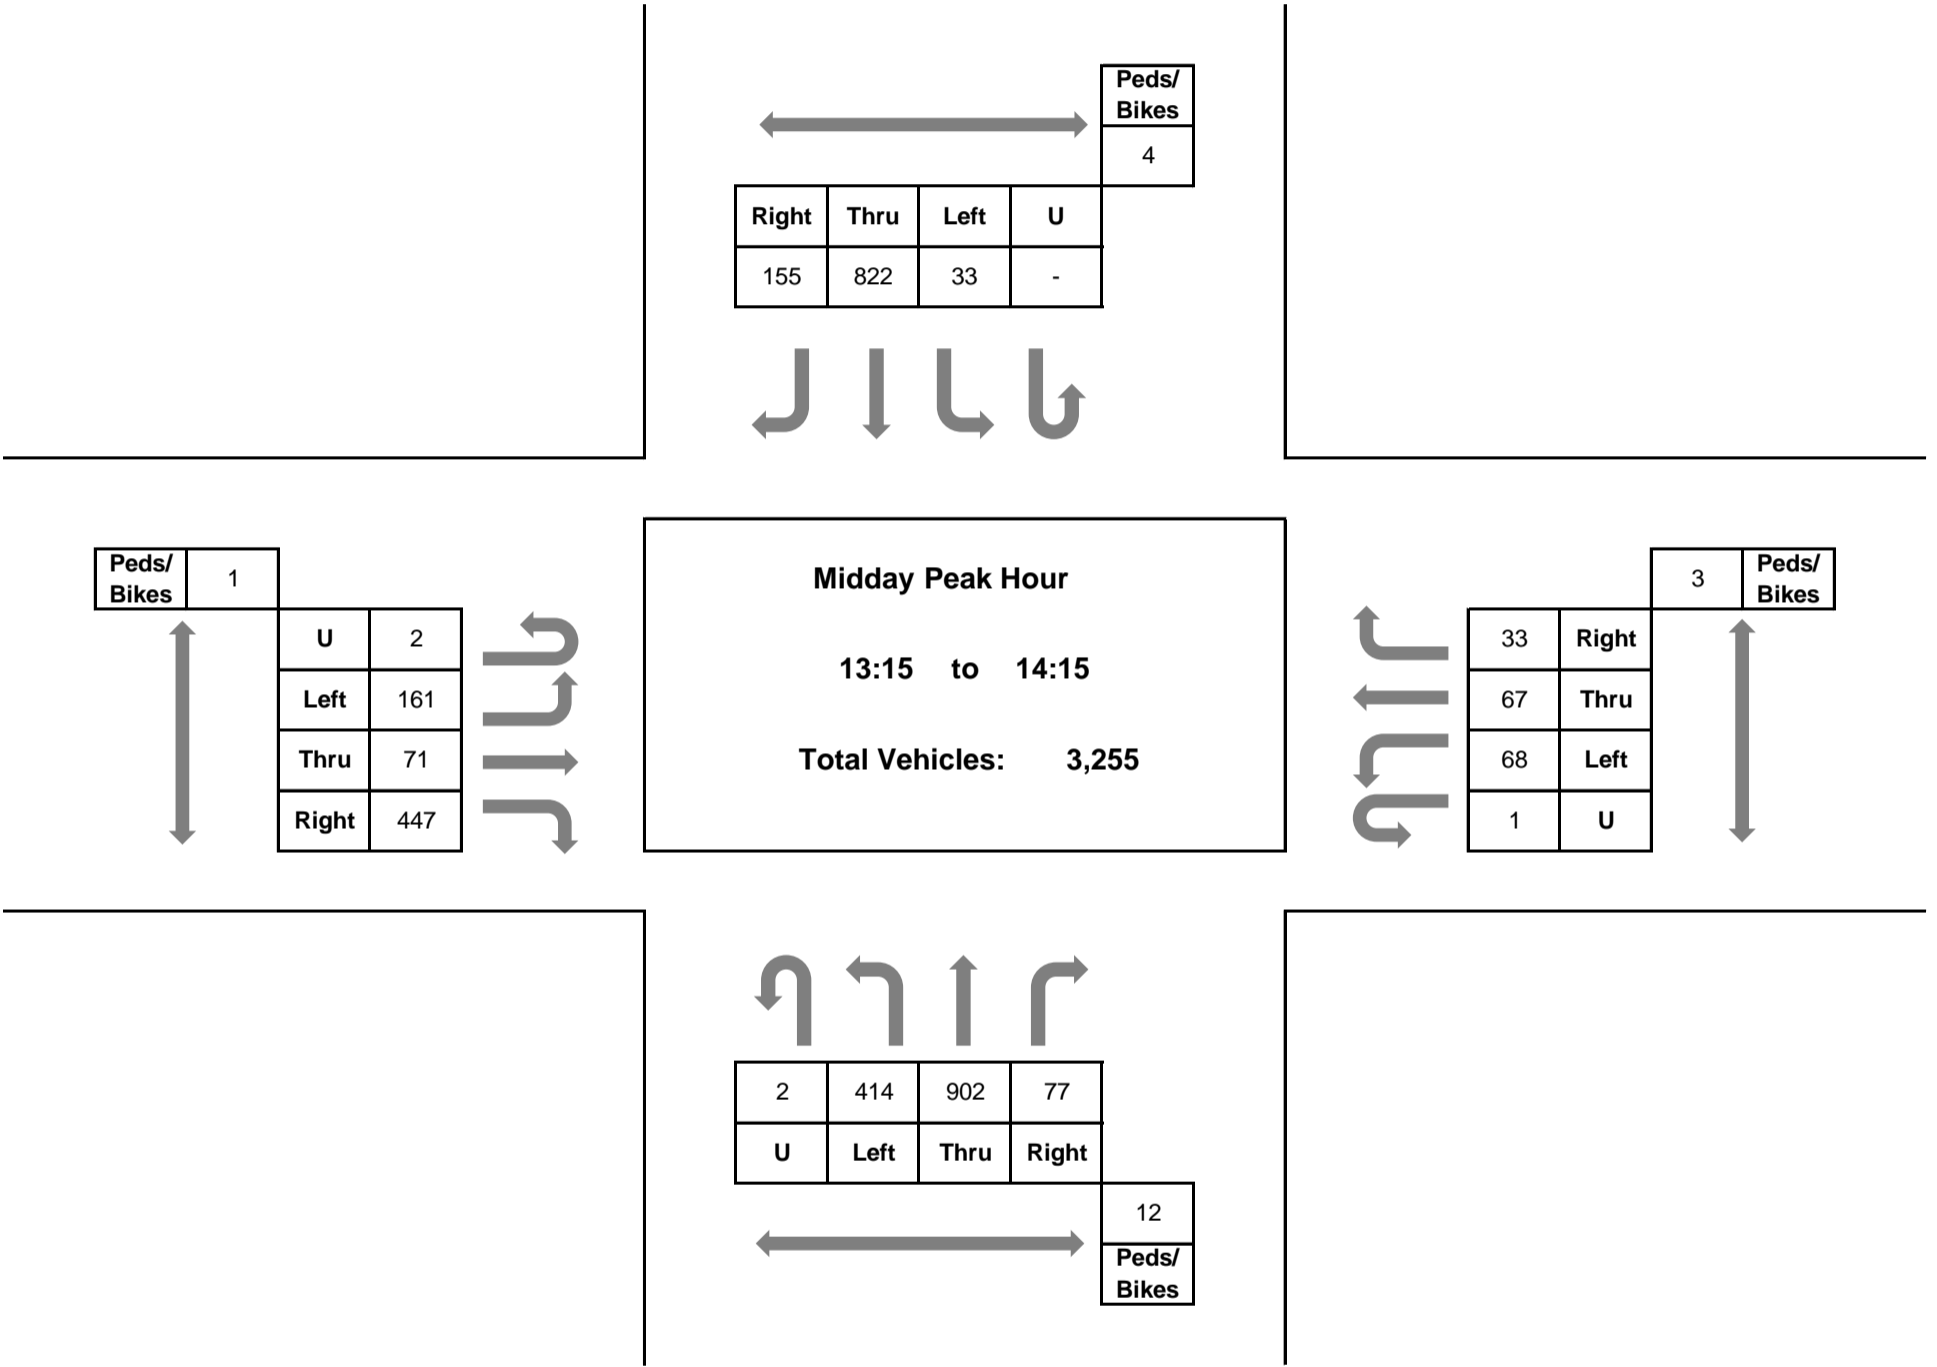 Peds/
Bikes
4
Right Thru Left U
155 822 33 -
Peds/
Bikes
1
U 2
Left 161
Thru 71
Right 447
Midday Peak Hour
13:15 to 14:15
Total Vehicles: 3,255
3
Peds/
Bikes
33 Right
67 Thru
68 Left
1 U
2 414 902 77
U Left Thru Right
12
Peds/
Bikes